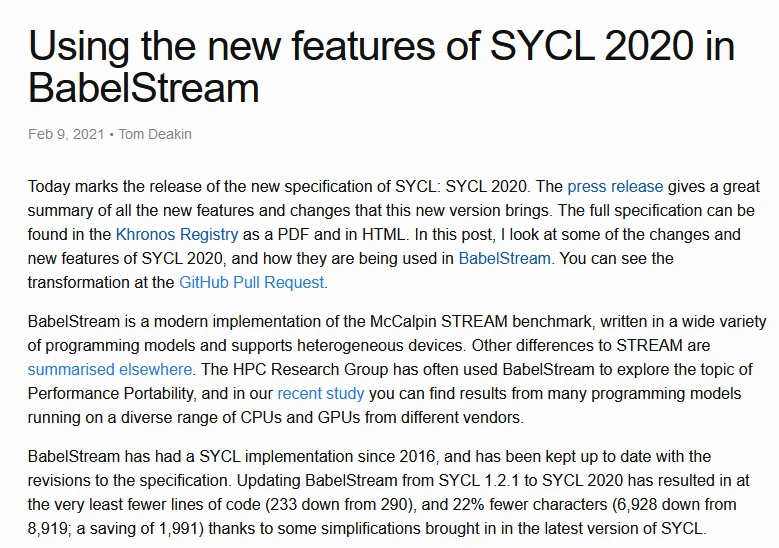 Using the new features of SYCL 2020 in
BabelStream
Feb 9, 2021 • Tom Deakin
Today marks the release of the new specification of SYCL: SYCL 2020. The press release gives a great
summary of all the new features and changes that this new version brings. The full specification can be
found in the Khronos Registry as a PDF and in HTML. In this post, I look at some of the changes and
new features of SYCL 2020, and how they are being used in BabelStream. You can see the
transformation at the GitHub Pull Request.
BabelStream is a modern implementation of the McCalpin STREAM benchmark, written in a wide variety
of programming models and supports heterogeneous devices. Other differences to STREAM are
summarised elsewhere. The HPC Research Group has often used BabelStream to explore the topic of
Performance Portability, and in our recent study you can find results from many programming models
running on a diverse range of CPUs and GPUs from different vendors.
BabelStream has had a SYCL implementation since 2016, and has been kept up to date with the
revisions to the specification. Updating BabelStream from SYCL 1.2.1 to SYCL 2020 has resulted in at
the very least fewer lines of code (233 down from 290), and 22% fewer characters (6,928 down from
8,919; a saving of 1,991) thanks to some simplifications brought in in the latest version of SYCL.